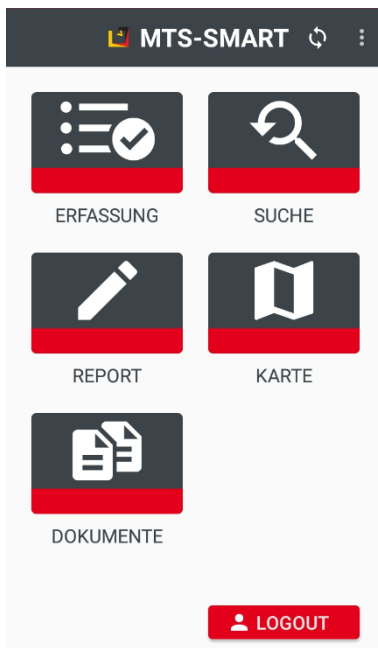 MTS-SMART
ERFASSUNG
SUCHE
REPORT
KARTE
DOKUMENTE
LOGOUT